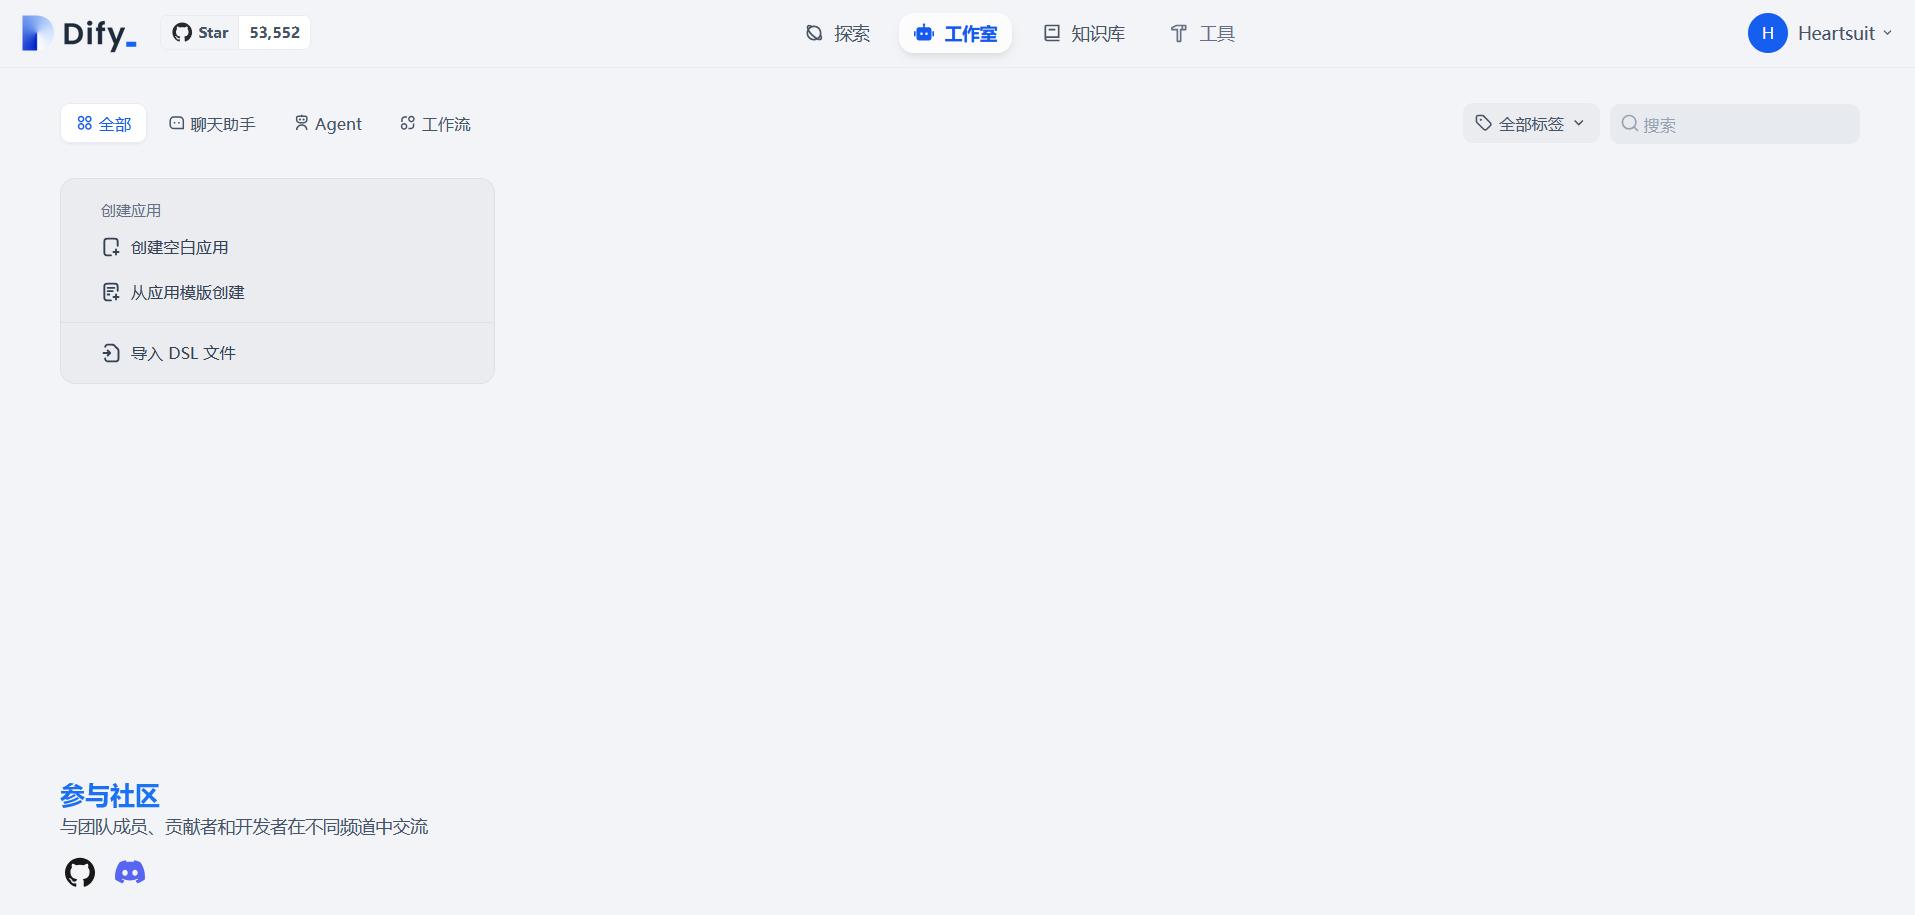 Dify_ Star 53,552 探索 工作室 知识库 工具 H Heartsuit
全部 聊天助手 Agent 工作流 全部标签 搜索
创建应用
创建空白应用
从应用模版创建
导入 DSL 文件
参与社区
与团队成员、贡献者和开发者在不同频道中交流